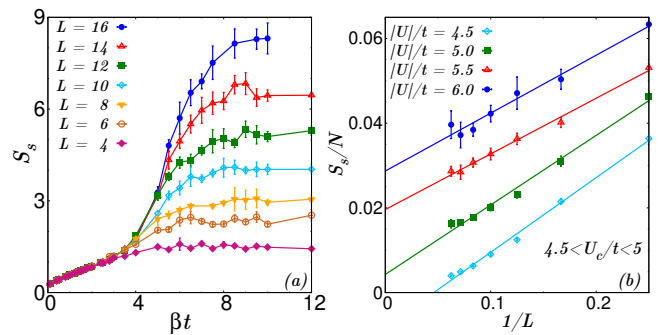 L = 16
L = 14
L = 12
L = 10
L = 8
L = 6
L = 4
9
6
3
0
S_s
0 4 8 12
βt
(a)
|U|/t = 4.5
|U|/t = 5.0
|U|/t = 5.5
|U|/t = 6.0
0.06
0.04
0.02
0
S_s/N
4.5<U_c/t<5
0 0.1 0.2
1/L
(b)